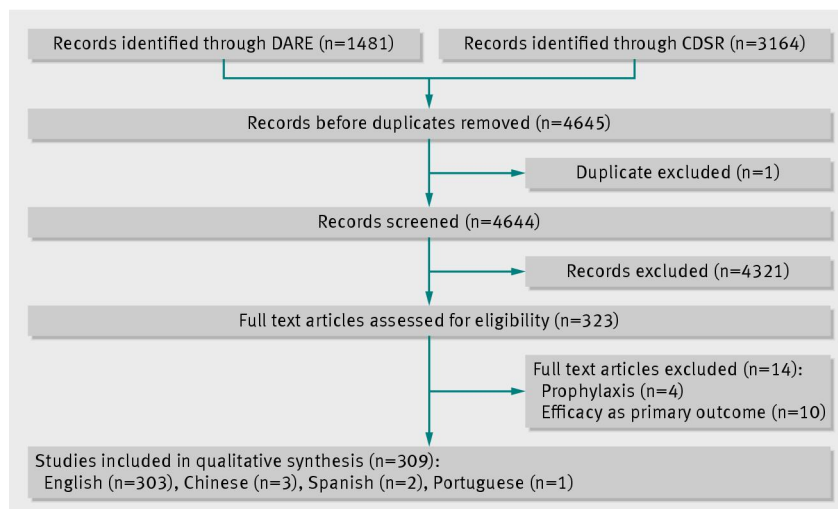 Records identified through DARE (n=1481)
Records identified through CDSR (n=3164)
Records before duplicates removed (n=4645)
Duplicate excluded (n=1)
Records screened (n=4644)
Records excluded (n=4321)
Full text articles assessed for eligibility (n=323)
Full text articles excluded (n=14):
Prophylaxis (n=4)
Efficacy as primary outcome (n=10)
Studies included in qualitative synthesis (n=309):
English (n=303), Chinese (n=3), Spanish (n=2), Portuguese (n=1)